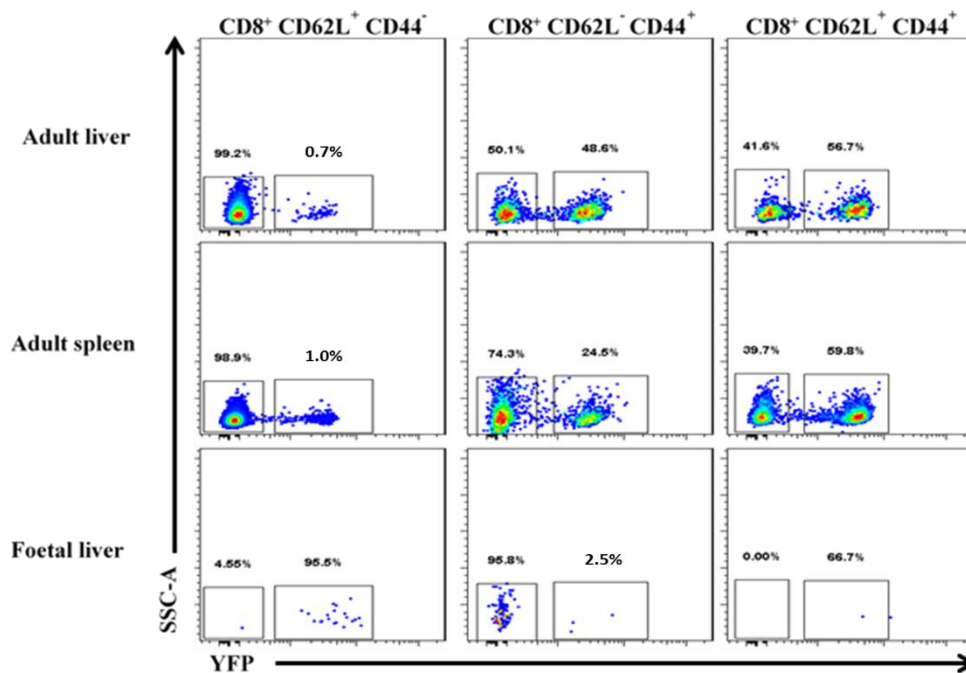 CD8+ CD62L+ CD44- CD8+ CD62L- CD44+ CD8+ CD62L+ CD44+
Adult liver
99.2% 0.7% 50.1% 48.6% 41.6% 56.7%
Adult spleen
98.9% 1.0% 74.3% 24.5% 39.7% 59.8%
Foetal liver
4.55% 95.5% 95.8% 2.5% 0.00% 66.7%
SSC-A
YFP